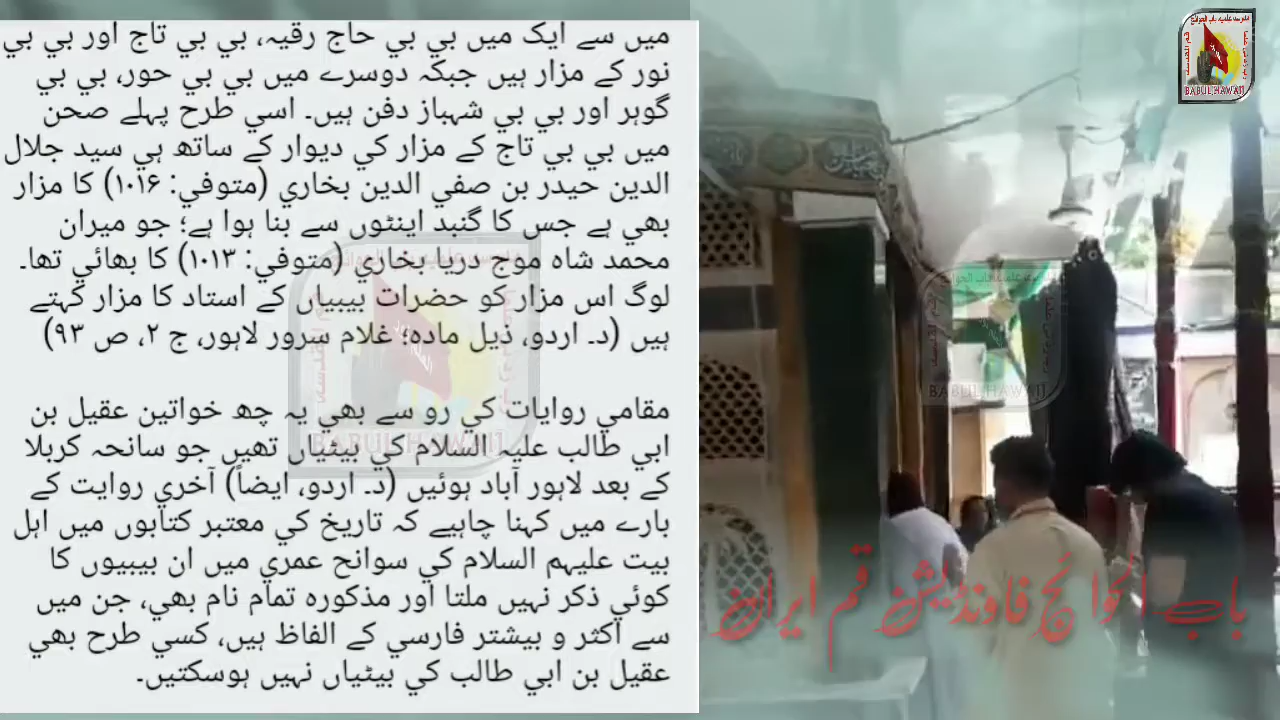 میں سے ایک میں بي بي حاج رقیہ، بي بي تاج اور بي بي
نور کے مزار ہیں جبکہ دوسرے میں بي بي حور، بي بي
گوہر اور بي بي شہباز دفن ہیں۔ اسي طرح پہلے صحن
میں بي بي تاج کے مزار کي دیوار کے ساتھ ہي سید جلال
الدین حیدر بن صفي الدین بخاري (متوفي: ۱۰۱۶) کا مزار
بھي ہے جس کا گنبد اینٹوں سے بنا ہوا ہے؛ جو میران
محمد شاہ موج دریا بخاري (متوفي: ۱۰۱۳) کا بھائي تھا۔
لوگ اس مزار کو حضرات بیبیاں کے استاد کا مزار کہتے
ہیں (د۔ اردو، ذیل مادہ؛ غلام سرور لاہور، ج ۲، ص ۹۳)
مقامي روایات کي رو سے بھي یہ چھ خواتین عقیل بن
ابي طالب علیہ السلام کي بیٹیاں تھیں جو سانحہ کربلا
کے بعد لاہور آباد ہوئیں (د۔ اردو، ایضاً) آخري روایت کے
بارے میں کہنا چاہیے کہ تاریخ کي معتبر کتابوں میں اہل
بیت علیہم السلام کي سوانح عمري میں ان بیبیوں کا
کوئي ذکر نہیں ملتا اور مذکورہ تمام نام بھي، جن میں
سے اکثر و بیشتر فارسي کے الفاظ ہیں، کسي طرح بھي
عقیل بن ابي طالب کي بیٹیاں نہیں ہوسکتیں۔
BABUL HAWAIJ
BABUL HAWAIJ
BABUL HAWAIJ
باب الحوائج فاونڈیشن قم ایران